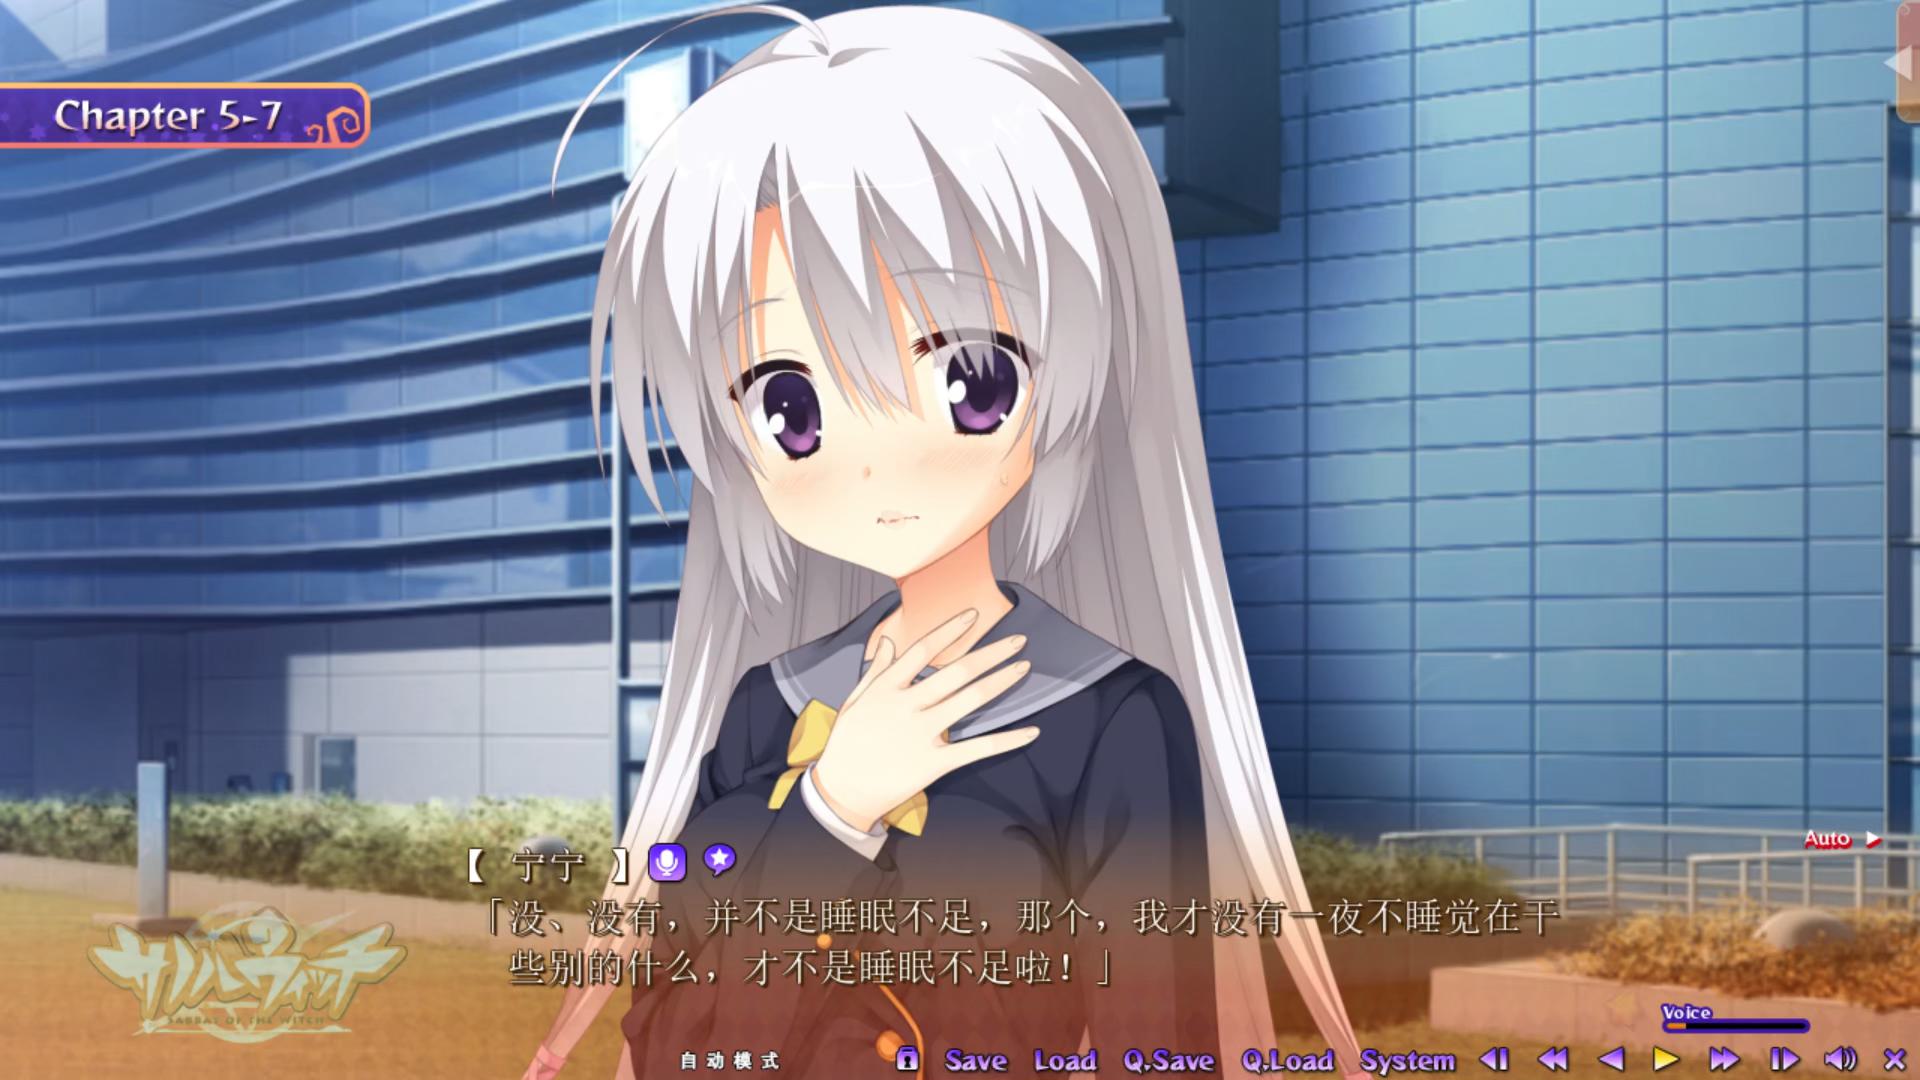 Chapter 5-7
Auto
【 宁宁 】
「没、没有，并不是睡眠不足，那个，我才没有一夜不睡觉在干
些别的什么，才不是睡眠不足啦！」
サノバウィッチ
SABBAT OF THE WITCH
Voice
自动模式 Save Load Q.Save Q.Load System